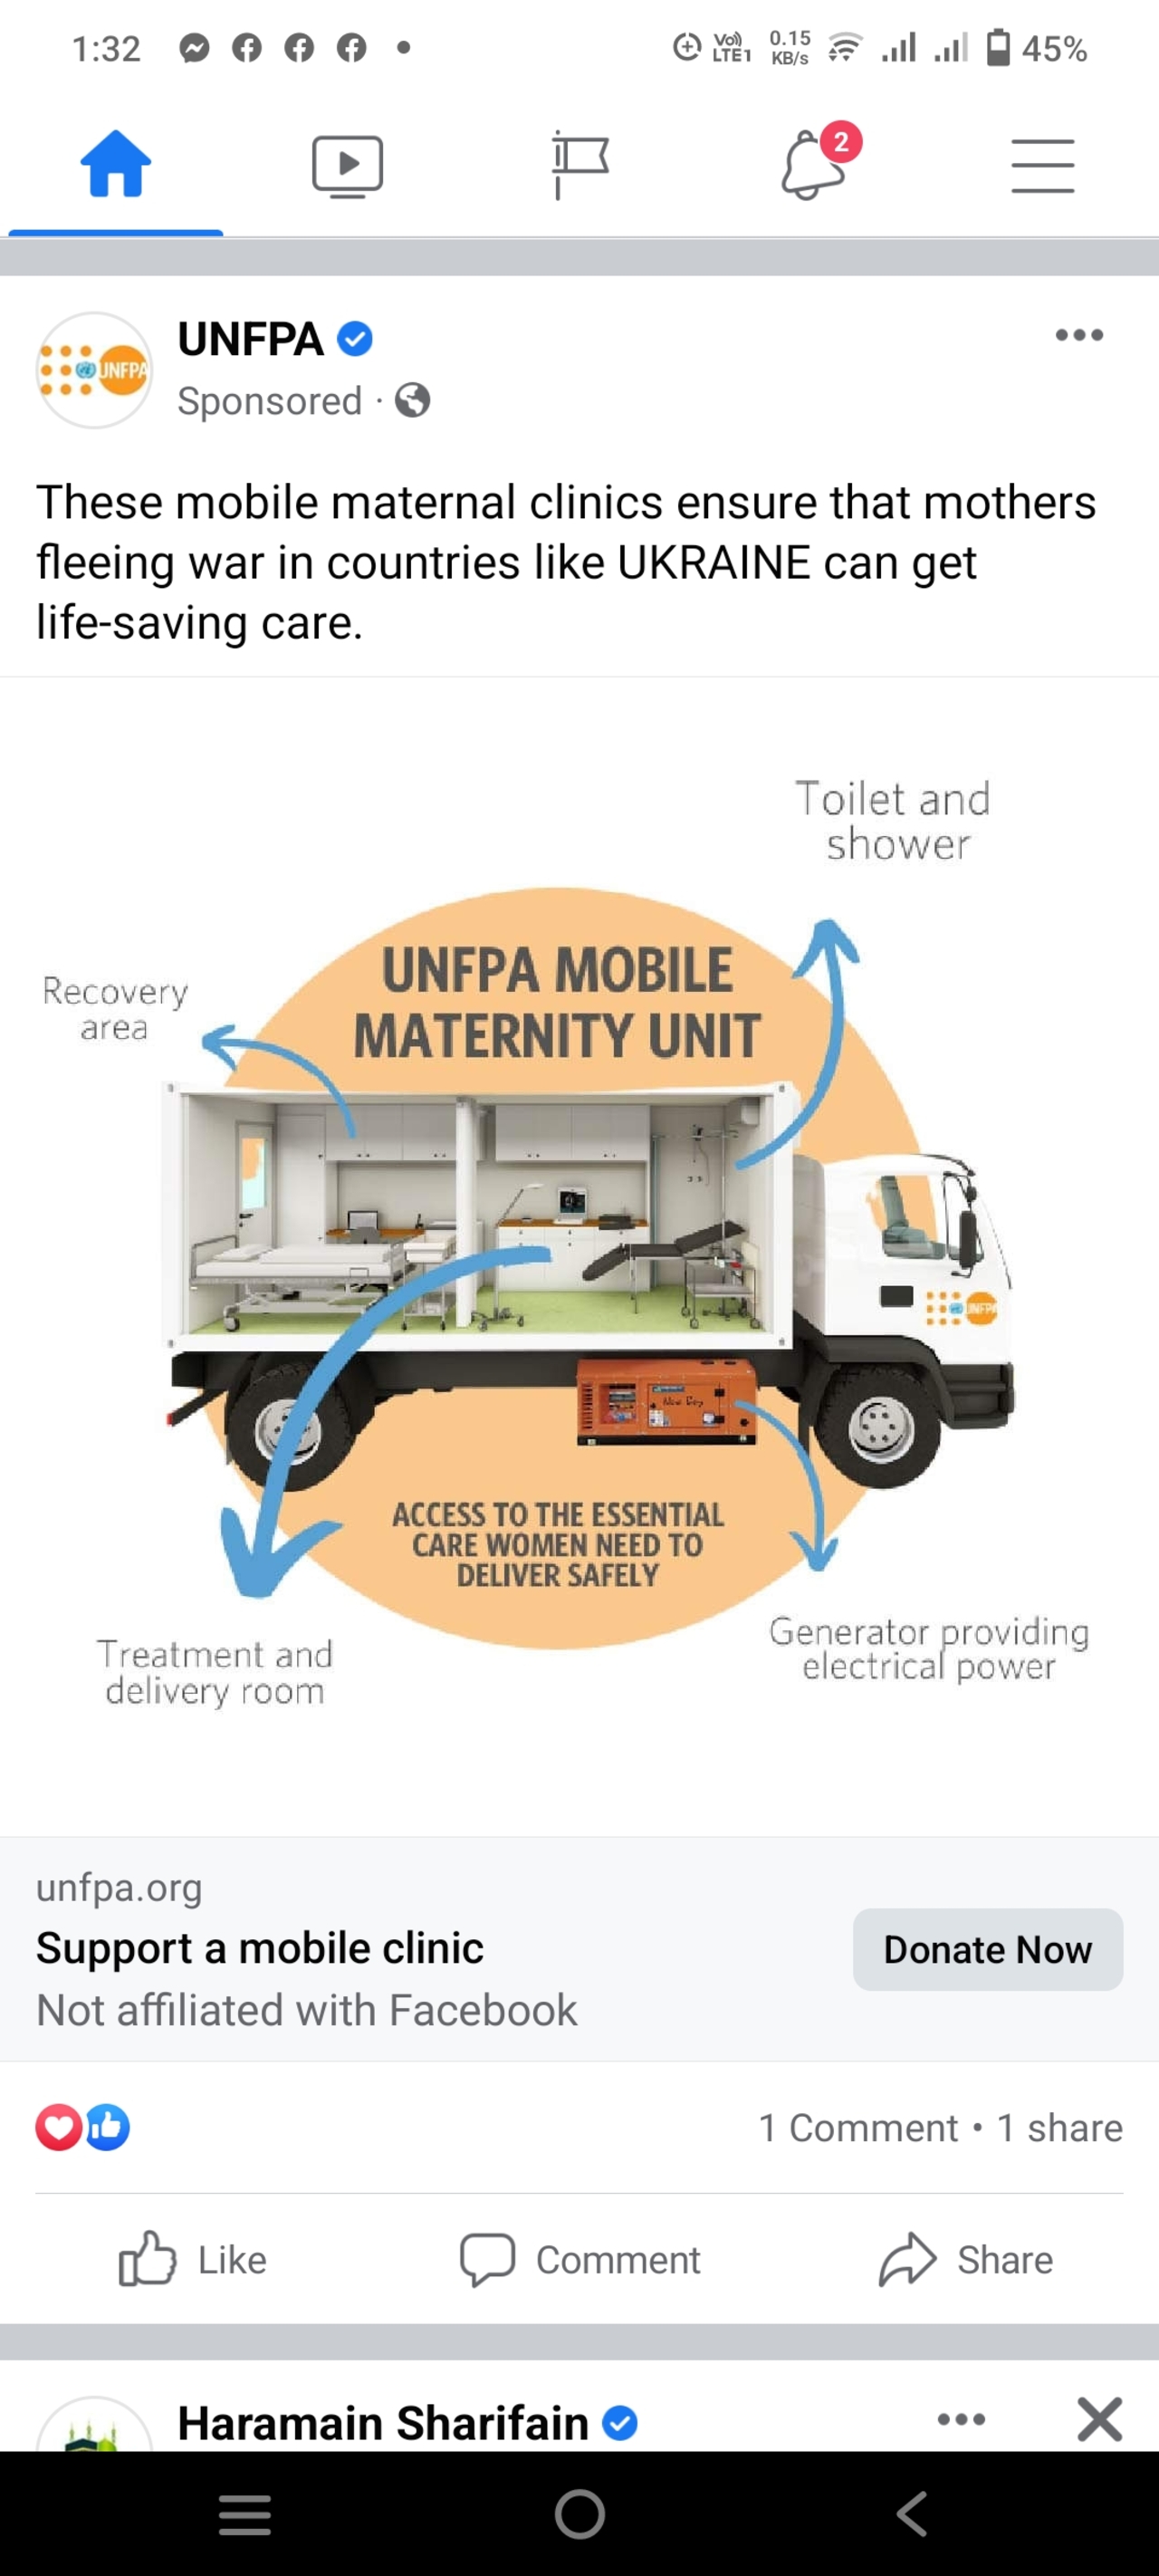 1:32
Vo))
LTE1
0.15
KB/s
45%
2
UNFPA
UNFPA
Sponsored ·
These mobile maternal clinics ensure that mothers
fleeing war in countries like UKRAINE can get
life-saving care.
Toilet and
shower
Recovery
area
UNFPA MOBILE
MATERNITY UNIT
UNFPA
ACCESS TO THE ESSENTIAL
CARE WOMEN NEED TO
DELIVER SAFELY
Treatment and
delivery room
Generator providing
electrical power
unfpa.org
Support a mobile clinic
Not affiliated with Facebook
Donate Now
1 Comment • 1 share
Like
Comment
Share
Haramain Sharifain